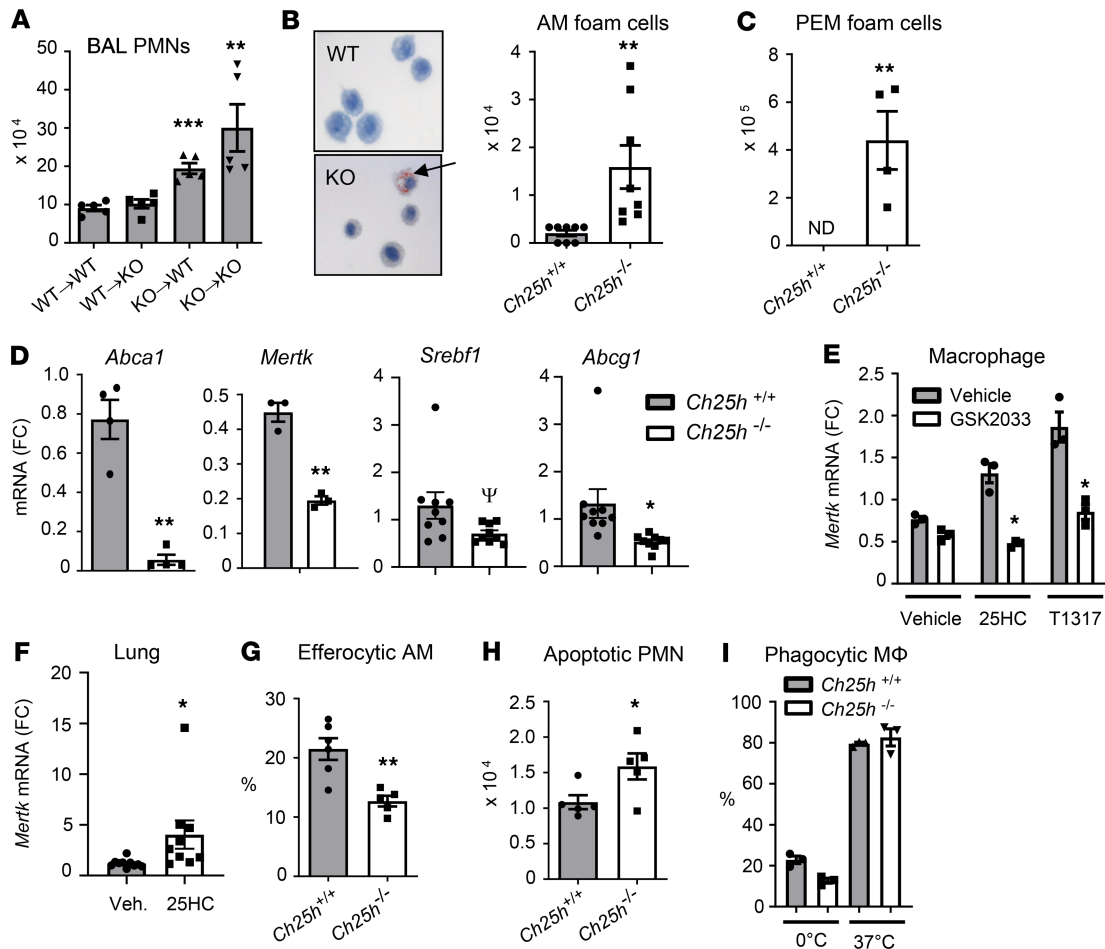 A
BAL PMNs
**
***
x 10⁴
50
40
30
20
10
0
WT→WT
WT→KO
KO→WT
KO→KO
B
WT
KO
AM foam cells
**
x 10⁴
4
3
2
1
0
Ch25h⁺/⁺
Ch25h⁻/⁻
C
PEM foam cells
**
x 10⁵
8
6
4
2
0
ND
Ch25h⁺/⁺
Ch25h⁻/⁻
D
mRNA (FC)
Abca1
1.0
0.8
0.6
0.4
0.2
0
**
Mertk
0.5
0.4
0.3
0.2
0.1
0
**
Srebf1
4
3
2
1
0
Ψ
Abcg1
4
3
2
1
0
*
Ch25h ⁺/⁺
Ch25h ⁻/⁻
E
Macrophage
Mertk mRNA (FC)
2.5
2.0
1.5
1.0
0.5
0
Vehicle
GSK2033
*
*
Vehicle 25HC T1317
F
Lung
Mertk mRNA (FC)
20
15
10
5
0
*
Veh. 25HC
G
Efferocytic AM
%
30
20
10
0
**
Ch25h⁺/⁺
Ch25h⁻/⁻
H
Apoptotic PMN
x 10⁴
2.5
2.0
1.5
1.0
0.5
0
*
Ch25h⁺/⁺
Ch25h⁻/⁻
I
Phagocytic MΦ
Ch25h ⁺/⁺
Ch25h ⁻/⁻
%
100
80
60
40
20
0
0°C 37°C